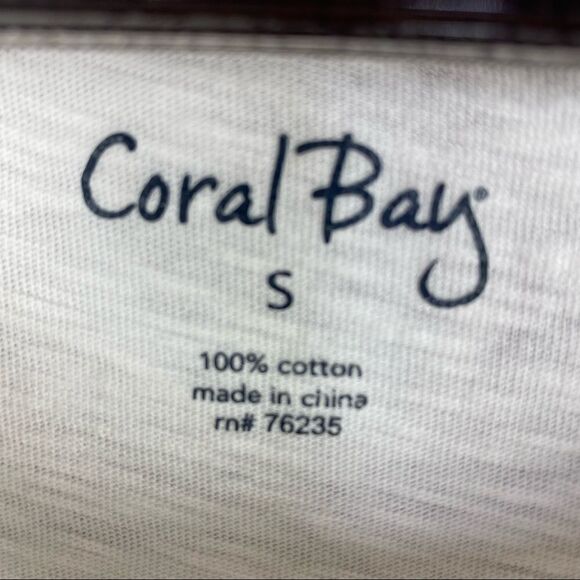 Coral Bay
S
100% cotton
made in china
rn# 76235